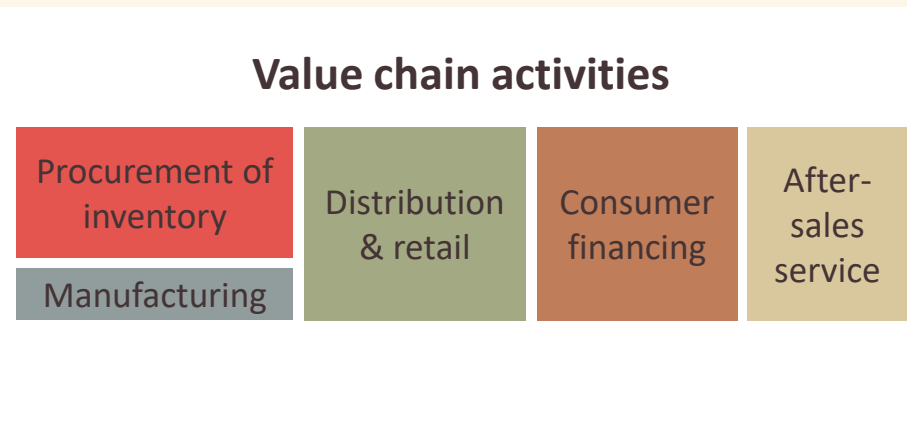 Value chain activities
Procurement of
inventory
Manufacturing
Distribution
& retail
Consumer
financing
After-
sales
service